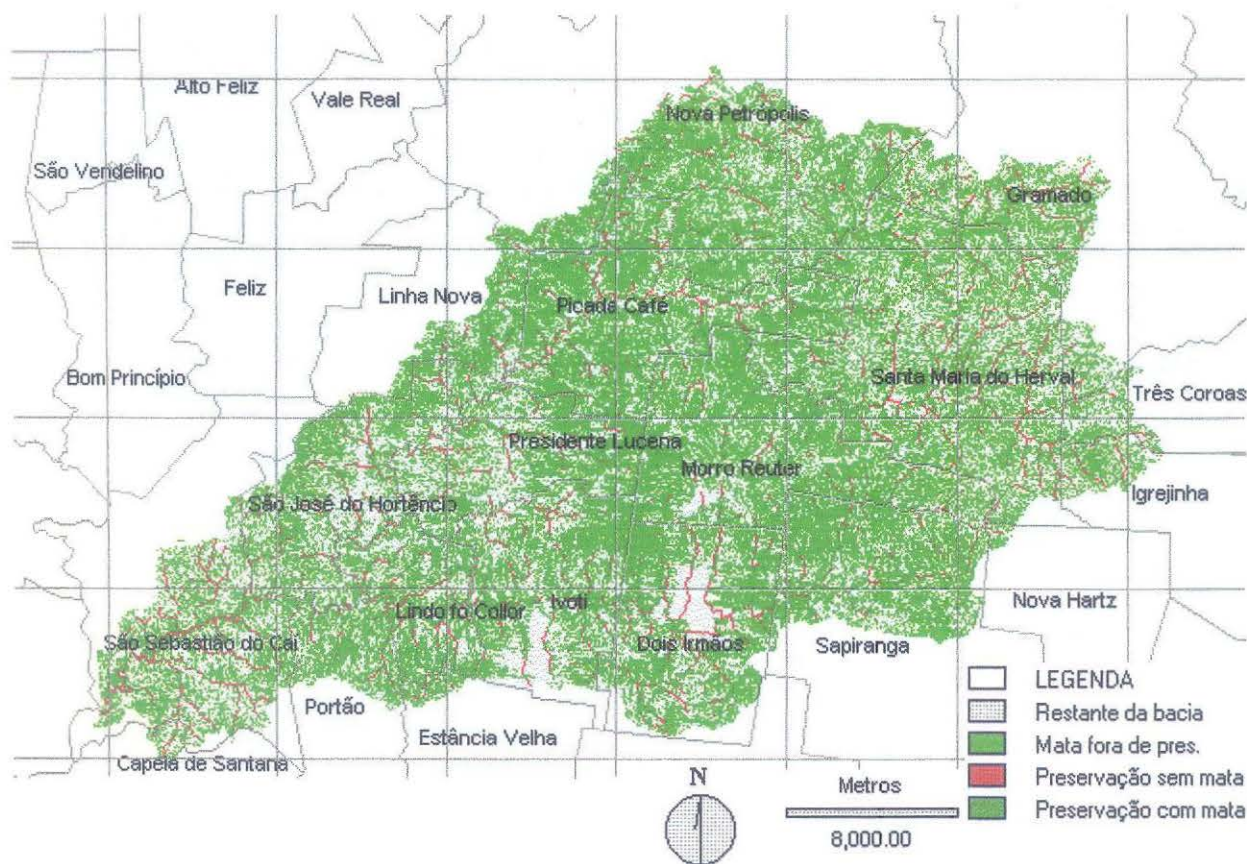 Nova Petrópolis
Alto Feliz
Vale Real
São Vendelino
Gramado
Feliz
Linha Nova
Picada Café
Bom Princípio
Santa Maria do Herval
Três Coroas
Presidente Lucena
Morro Reuter
São José do Hortêncio
Igrejinha
Lindo fo Collor
Ivoti
Nova Hartz
São Sebastião do Caí
Dois Irmãos
Sapiranga
Portão
Estância Velha
Capela de Santana
LEGENDA
Restante da bacia
Mata fora de pres.
Preservação sem mata
Preservação com mata
N
Metros
8,000.00